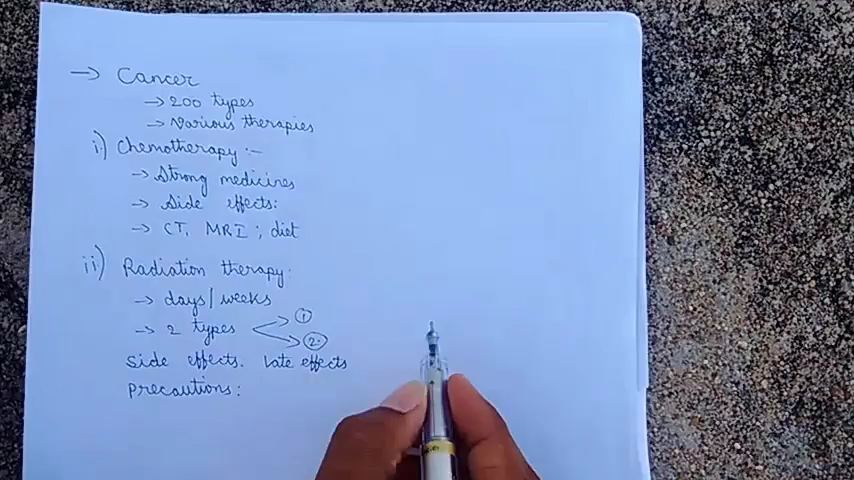 → Cancer
→ 200 types
→ Various therapies
i) Chemotherapy :-
→ Strong medicines
→ Side effects:
→ CT, MRI ; diet
ii) Radiation therapy:
→ days/weeks
→ 2 types 1
2.
Side effects. Late effects
Precautions: